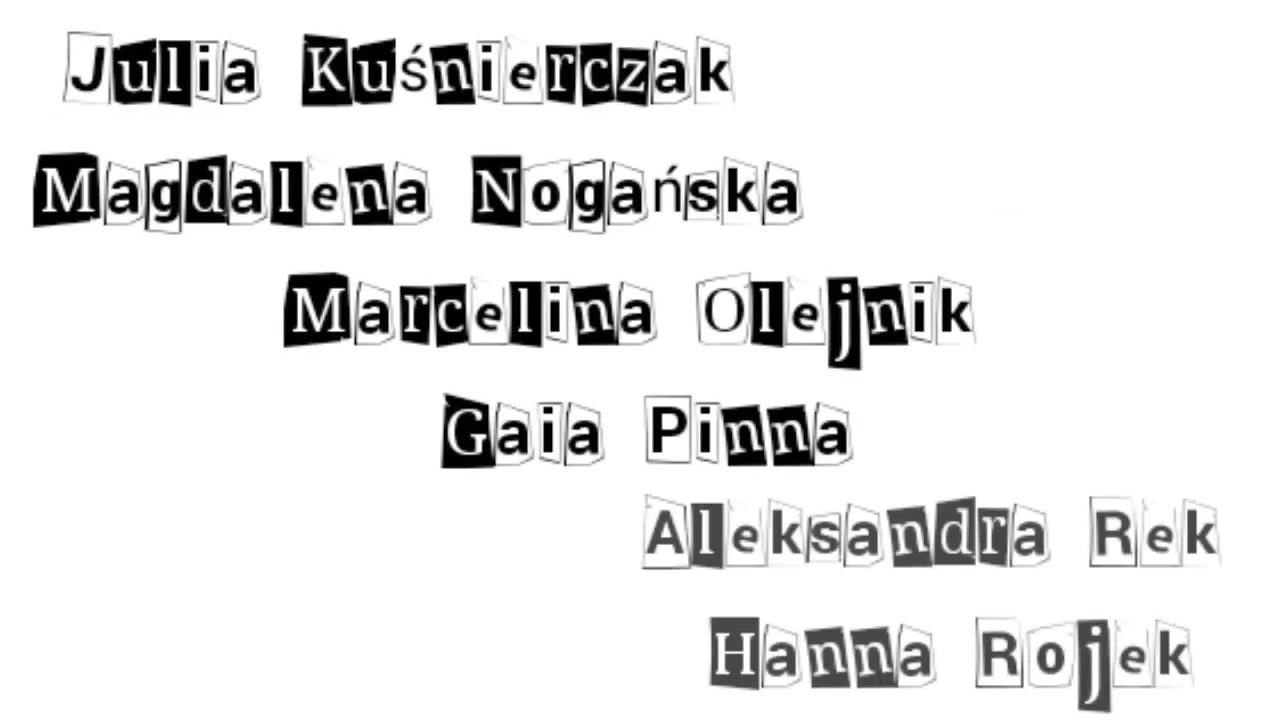 Julia Kuśnierczak
Magdalena Nogańska
Marcelina Olejnik
Gaia Pinna
Aleksandra Rek
Hanna Rojek